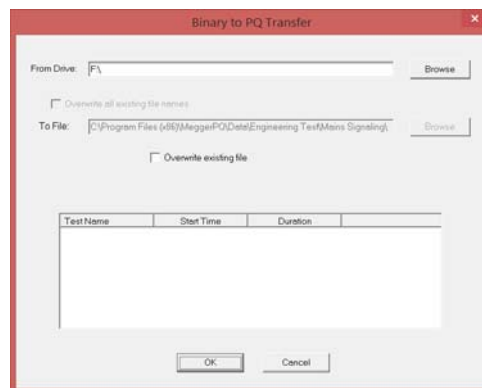 Binary to PQ Transfer
×
From Drive: F:\ Browse
Overwrite all existing file names
To File: C:\Program Files (x86)\MeggerPQ\Data\Engineering Test\Mains Signaling\ Browse
Overwrite existing file
Test Name Start Time Duration
OK Cancel